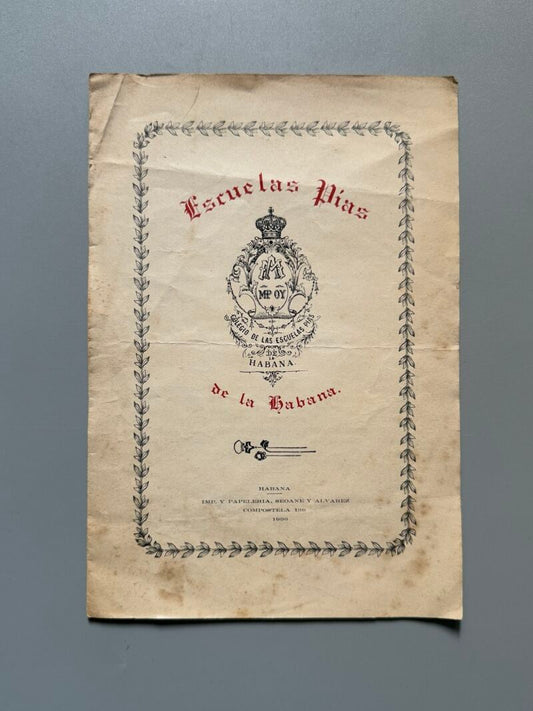 Escuelas Pías
MP ΘY
COLEGIO DE LAS ESCUELAS PIAS
DE
LA
HABANA.
de la Habana.
HABANA
IMP. Y PAPELERIA, SEOANE Y ALVAREZ
COMPOSTELA